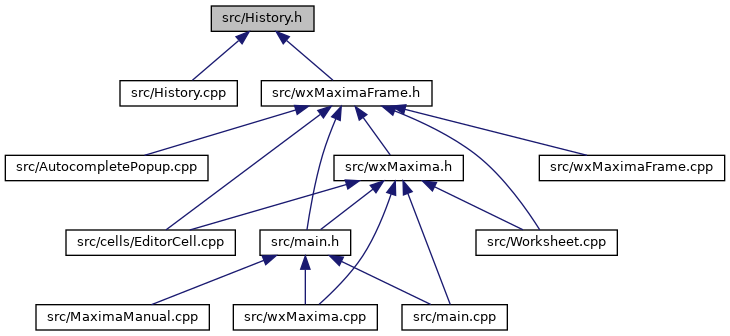 src/History.h
src/History.cpp
src/wxMaximaFrame.h
src/AutocompletePopup.cpp
src/wxMaxima.h
src/wxMaximaFrame.cpp
src/cells/EditorCell.cpp
src/main.h
src/Worksheet.cpp
src/MaximaManual.cpp
src/wxMaxima.cpp
src/main.cpp